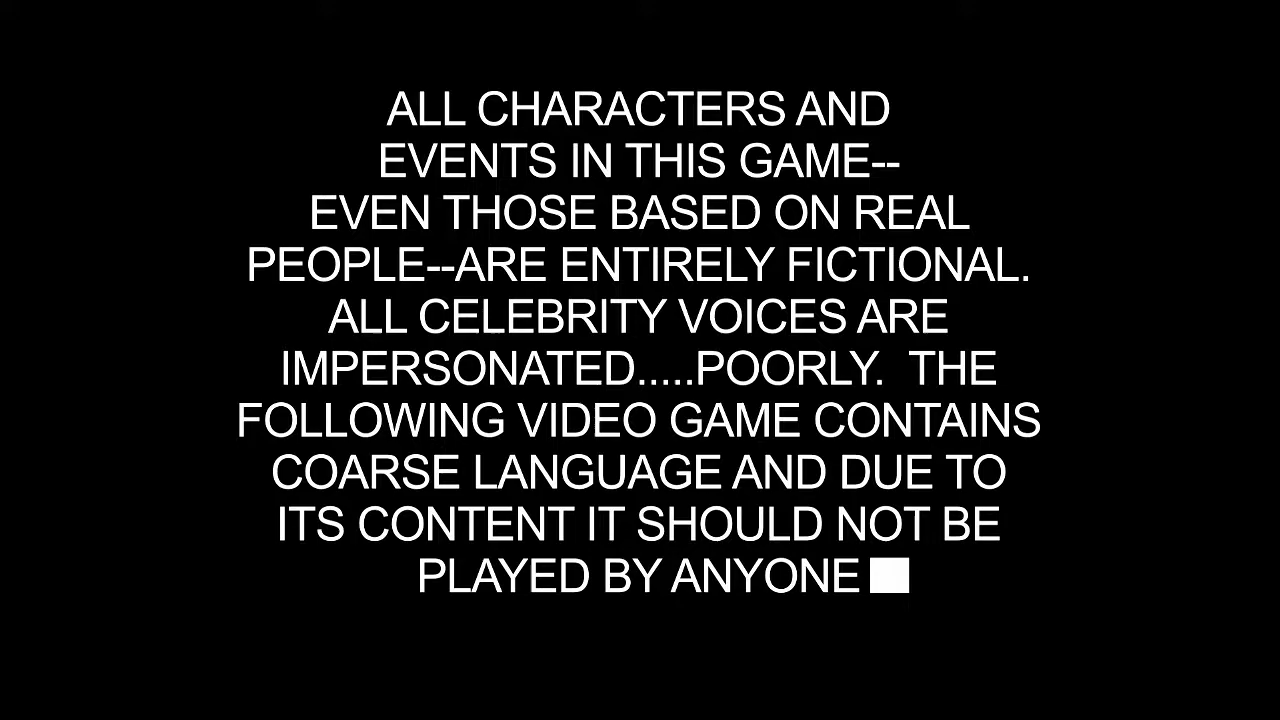 ALL CHARACTERS AND
EVENTS IN THIS GAME--
EVEN THOSE BASED ON REAL
PEOPLE--ARE ENTIRELY FICTIONAL.
ALL CELEBRITY VOICES ARE
IMPERSONATED.....POORLY.  THE
FOLLOWING VIDEO GAME CONTAINS
COARSE LANGUAGE AND DUE TO
ITS CONTENT IT SHOULD NOT BE
PLAYED BY ANYONE